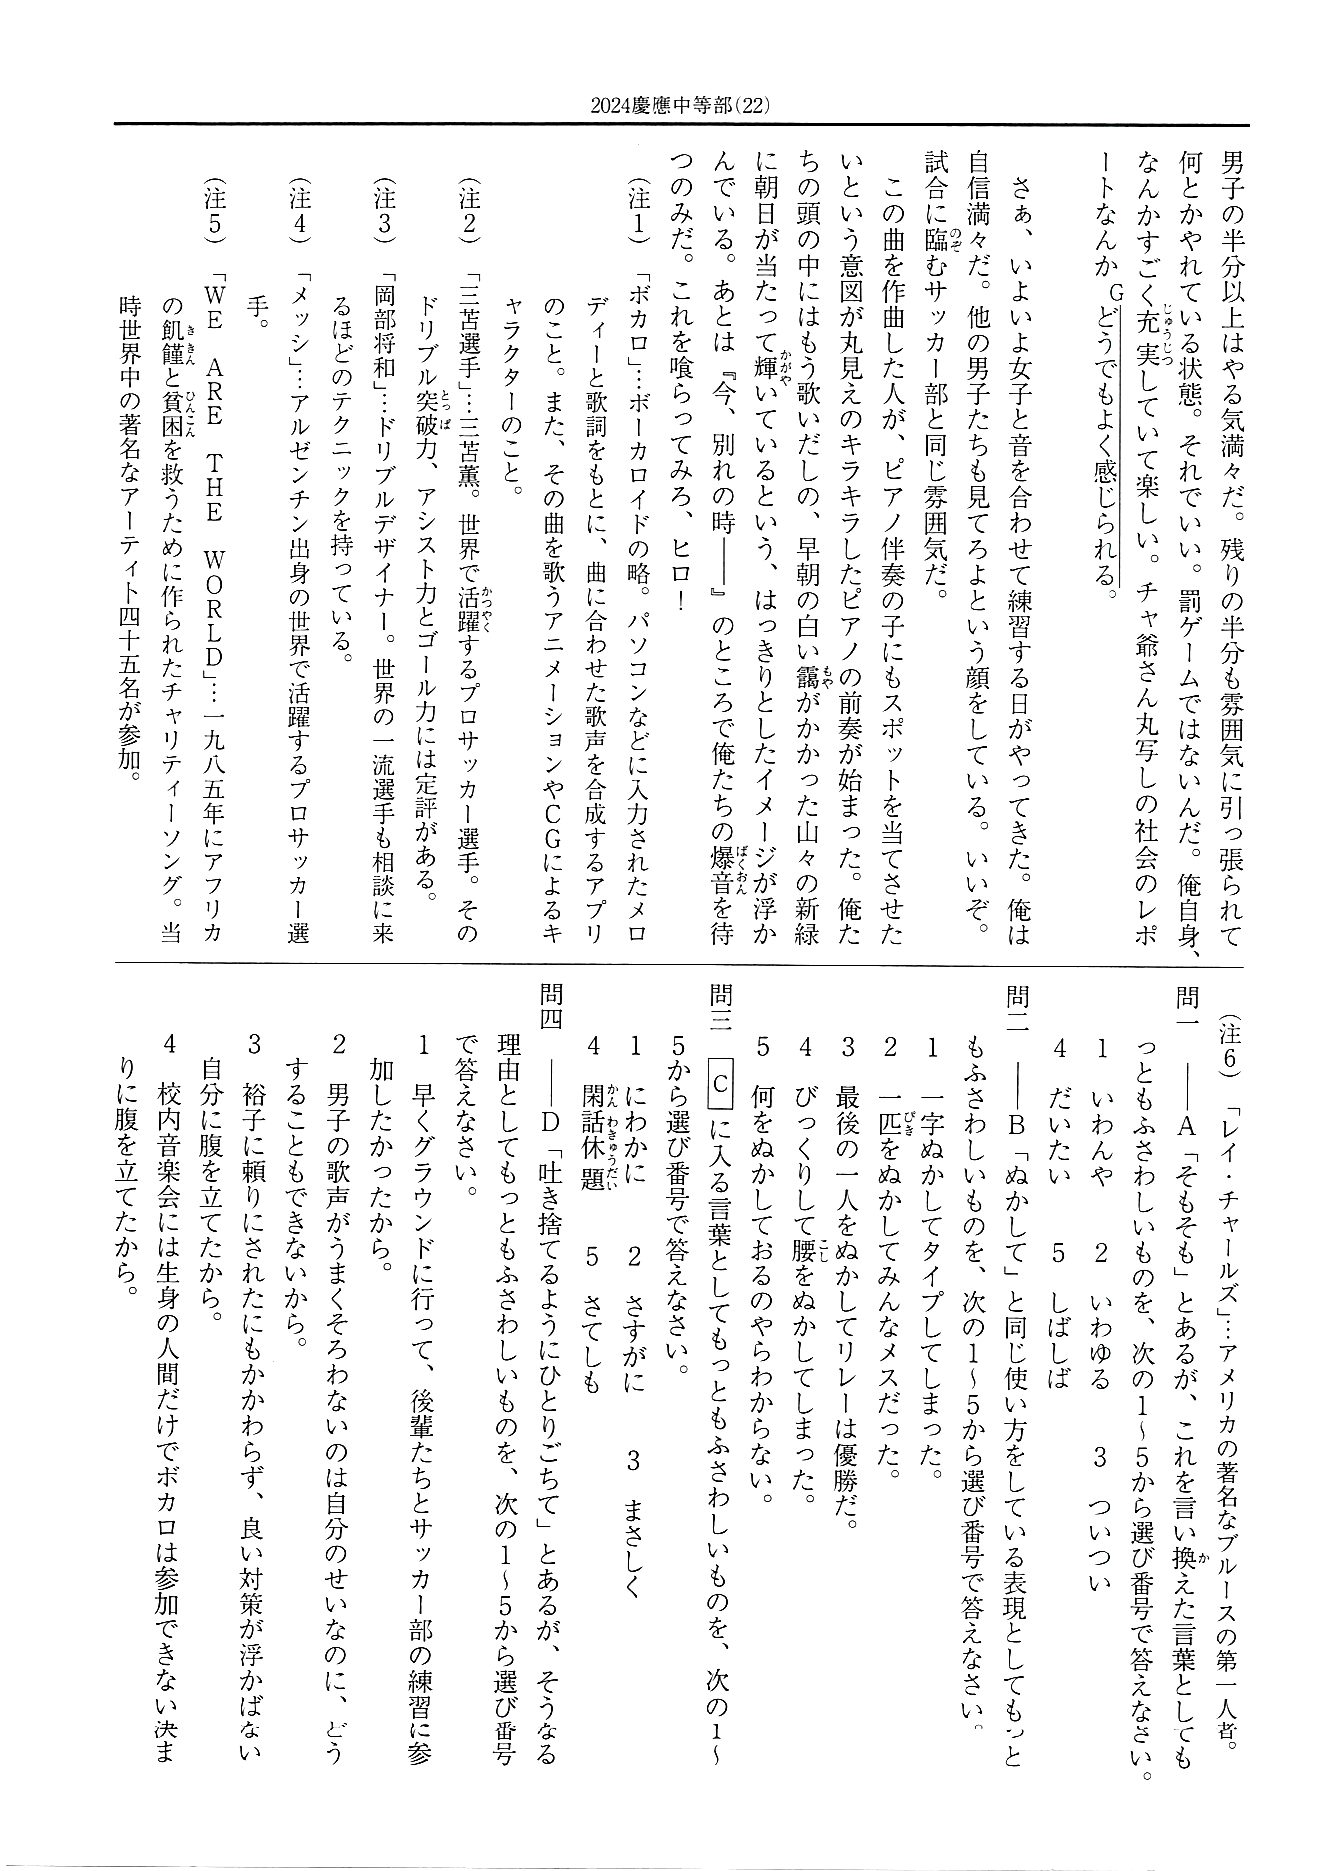 2024慶應中等部(22)
男子の半分以上はやる気満々だ。残りの半分も雰囲気に引っ張られて
何とかやれている状態。それでいい。罰ゲームではないんだ。俺自身、
なんかすごく充実じゅうじつしていて楽しい。チャ爺さん丸写しの社会のレポ
ートなんかGどうでもよく感じられる。
さぁ、いよいよ女子と音を合わせて練習する日がやってきた。俺は
自信満々だ。他の男子たちも見てろよという顔をしている。いいぞ。
試合に臨のぞむサッカー部と同じ雰囲気だ。
この曲を作曲した人が、ピアノ伴奏の子にもスポットを当てさせた
いという意図が丸見えのキラキラしたピアノの前奏が始まった。俺た
ちの頭の中にはもう歌いだしの、早朝の白い靄もやがかかった山々の新緑
に朝日が当たって輝かがやいているという、はっきりとしたイメージが浮か
んでいる。あとは『今、別れの時――』のところで俺たちの爆音ばくおんを待
つのみだ。これを喰らってみろ、ヒロ!
(注1) 「ボカロ」…ボーカロイドの略。パソコンなどに入力されたメロ
ディーと歌詞をもとに、曲に合わせた歌声を合成するアプリ
のこと。また、その曲を歌うアニメーションやCGによるキ
ャラクターのこと。
(注2) 「三苫選手」…三苫薫。世界で活躍かつやくするプロサッカー選手。その
ドリブル突破とっぱ力、アシスト力とゴール力には定評がある。
(注3) 「岡部将和」…ドリブルデザイナー。世界の一流選手も相談に来
るほどのテクニックを持っている。
(注4) 「メッシ」…アルゼンチン出身の世界で活躍するプロサッカー選
手。
(注5) 「WE ARE THE WORLD」…一九八五年にアフリカ
の飢饉ききんと貧困ひんこんを救うために作られたチャリティーソング。当
時世界中の著名なアーティト四十五名が参加。
(注6) 「レイ・チャールズ」…アメリカの著名なブルースの第一人者。
問一 ――A「そもそも」とあるが、これを言い換かえた言葉としても
っともふさわしいものを、次の1〜5から選び番号で答えなさい。
1 いわんや 2 いわゆる 3 ついつい
4 だいたい 5 しばしば
問二 ――B「ぬかして」と同じ使い方をしている表現としてもっと
もふさわしいものを、次の1〜5から選び番号で答えなさい。
1 一字ぬかしてタイプしてしまった。
2 一匹ぴきをぬかしてみんなメスだった。
3 最後の一人をぬかしてリレーは優勝だ。
4 びっくりして腰こしをぬかしてしまった。
5 何をぬかしておるのやらわからない。
問三 C に入る言葉としてもっともふさわしいものを、次の1〜
5から選び番号で答えなさい。
1 にわかに 2 さすがに 3 まさしく
4 閑話休題かんわきゅうだい 5 さてしも
問四 ――D「吐き捨てるようにひとりごちて」とあるが、そうなる
理由としてもっともふさわしいものを、次の1〜5から選び番号
で答えなさい。
1 早くグラウンドに行って、後輩たちとサッカー部の練習に参
加したかったから。
2 男子の歌声がうまくそろわないのは自分のせいなのに、どう
することもできないから。
3 裕子に頼りにされたにもかかわらず、良い対策が浮かばない
自分に腹を立てたから。
4 校内音楽会には生身の人間だけでボカロは参加できない決ま
りに腹を立てたから。